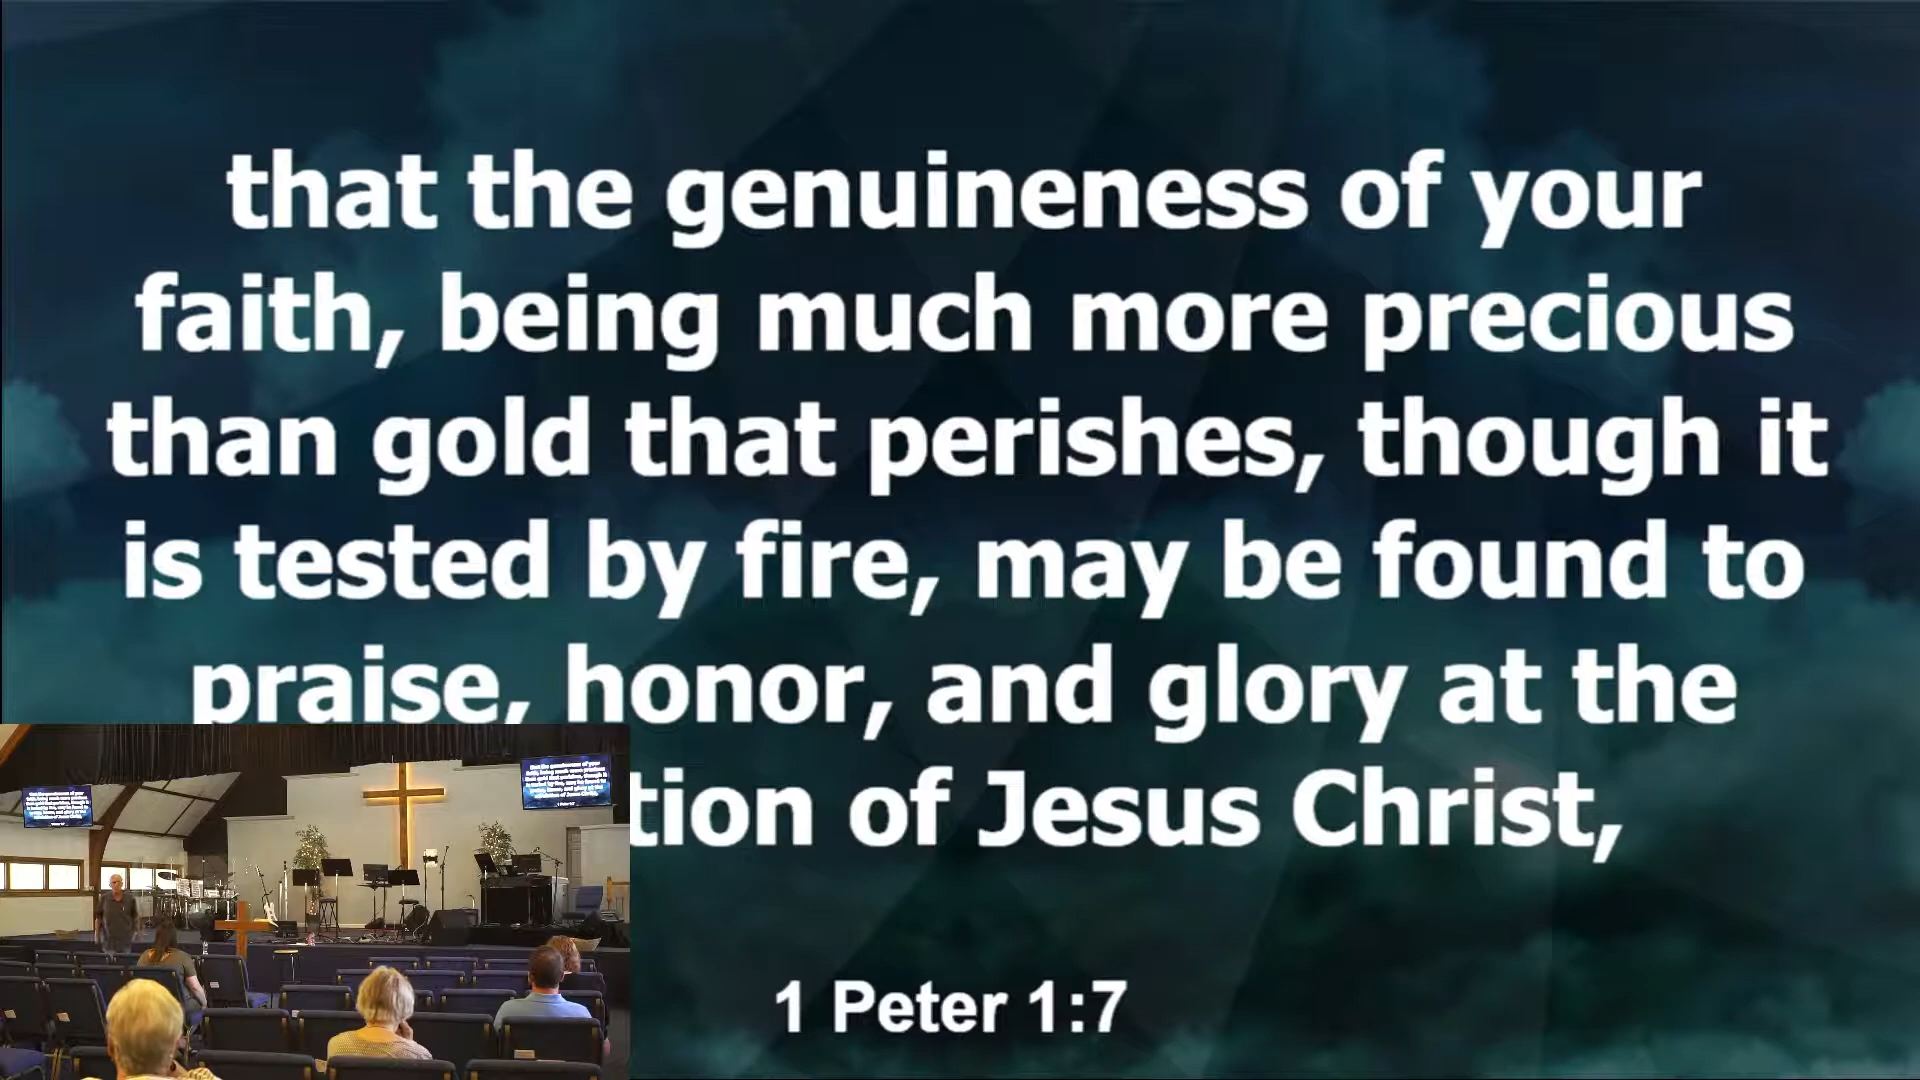 that the genuineness of your
faith, being much more precious
than gold that perishes, though it
is tested by fire, may be found to
praise, honor, and glory at the
tion of Jesus Christ,
1 Peter 1:7